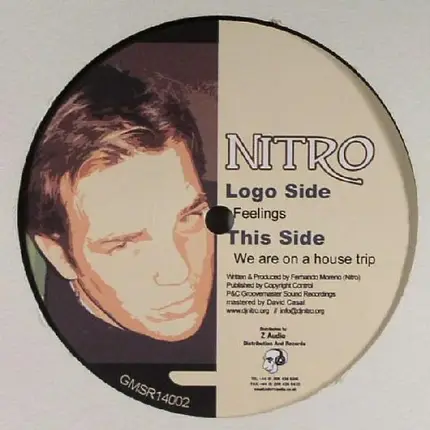 NITRO
Logo Side
Feelings
This Side
We are on a house trip
Written & Produced by Fernando Moreno (Nitro)
Published by Copyright Control
P&C Groovemaster Sound Recordings
mastered by David Casal
www.djnitro.org // info@djnitro.org
Distributed by
Z Audio
Distribution And Records
GMSR14002